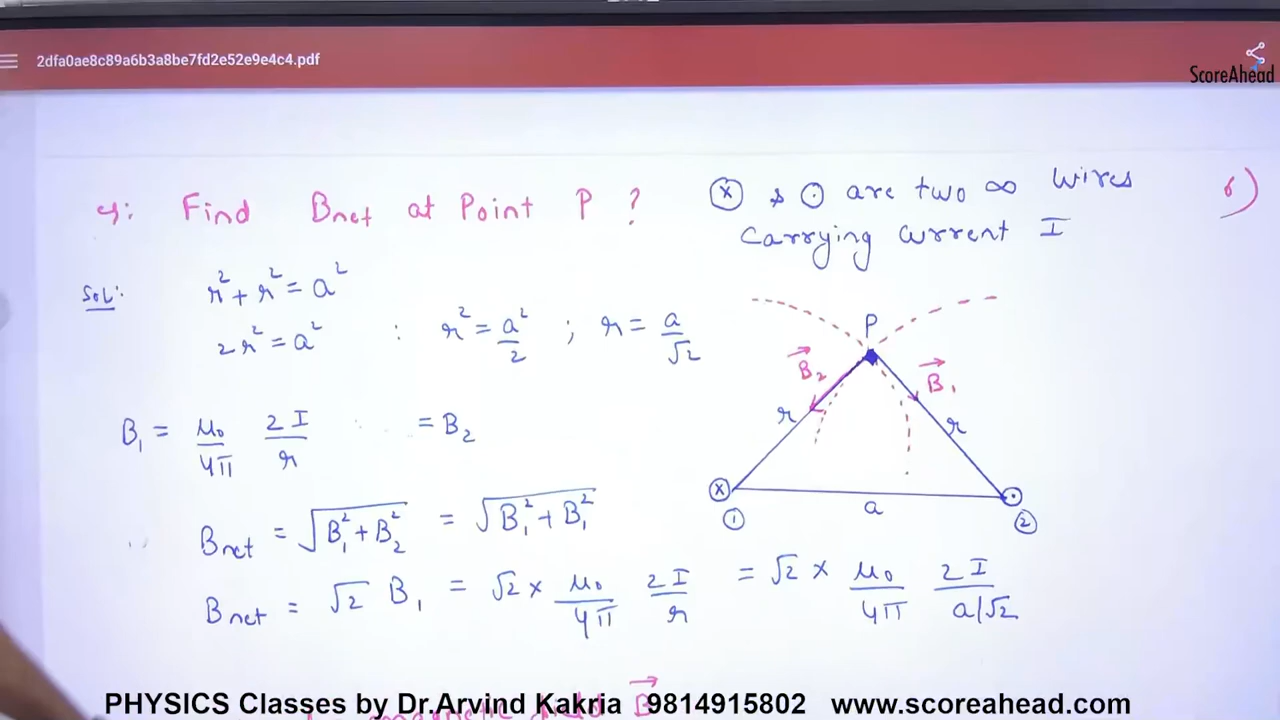 2dfa0ae8c89a6b3a8be7fd2e52e9e4c4.pdf
ScoreAhead
Find Bnet at Point P ?
ⓧ & ⊙ are two ∞ wires
carrying current I
6)
Sol:
r² + r² = a²
2r² = a² : r² = a²/2 ; r = a/√2
B₁ = μ₀/4π 2I/r = B₂
Bnet = √(B₁² + B₂²) = √(B₁² + B₁²)
Bnet = √2 B₁ = √2 × μ₀/4π 2I/r = √2 × μ₀/4π 2I/a/√2
P
B₂
B₁
r
r
x
a
1
2
B
PHYSICS Classes by Dr.Arvind Kakria 9814915802 www.scoreahead.com